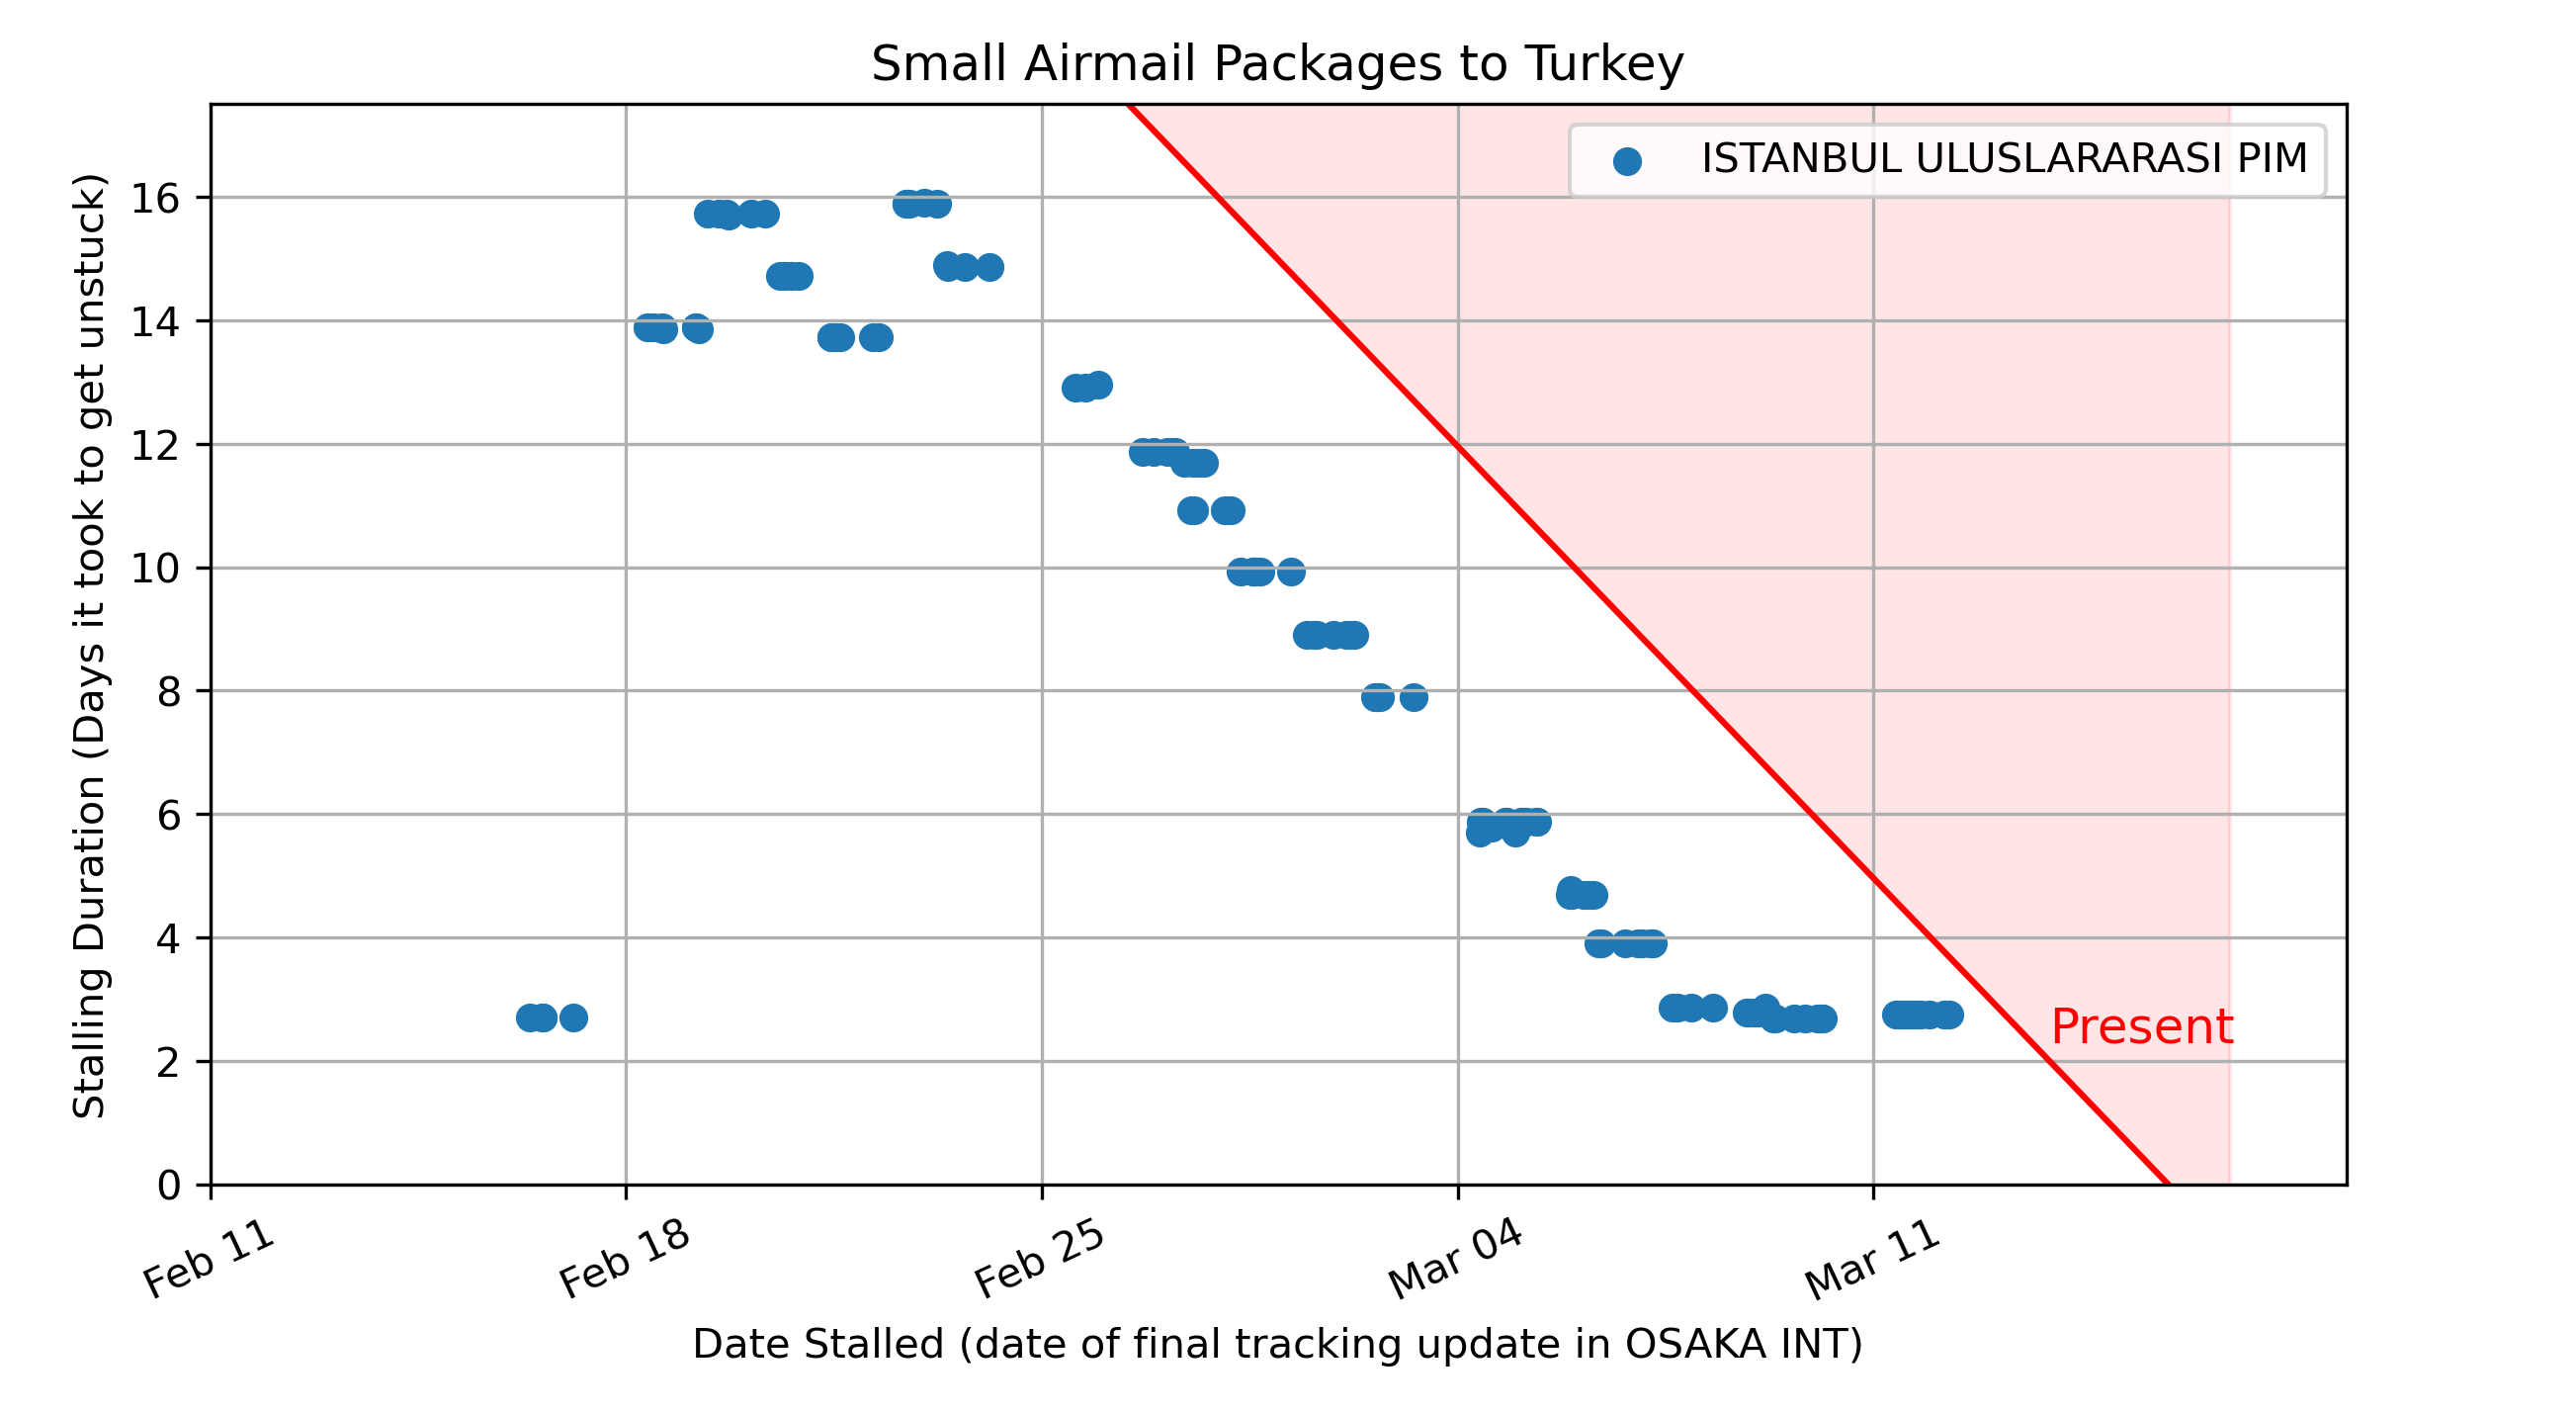 Small Airmail Packages to Turkey
ISTANBUL ULUSLARARASI PIM
Stalling Duration (Days it took to get unstuck)
16
14
12
10
8
6
4
2
0
Present
Feb 11
Feb 18
Feb 25
Mar 04
Mar 11
Date Stalled (date of final tracking update in OSAKA INT)